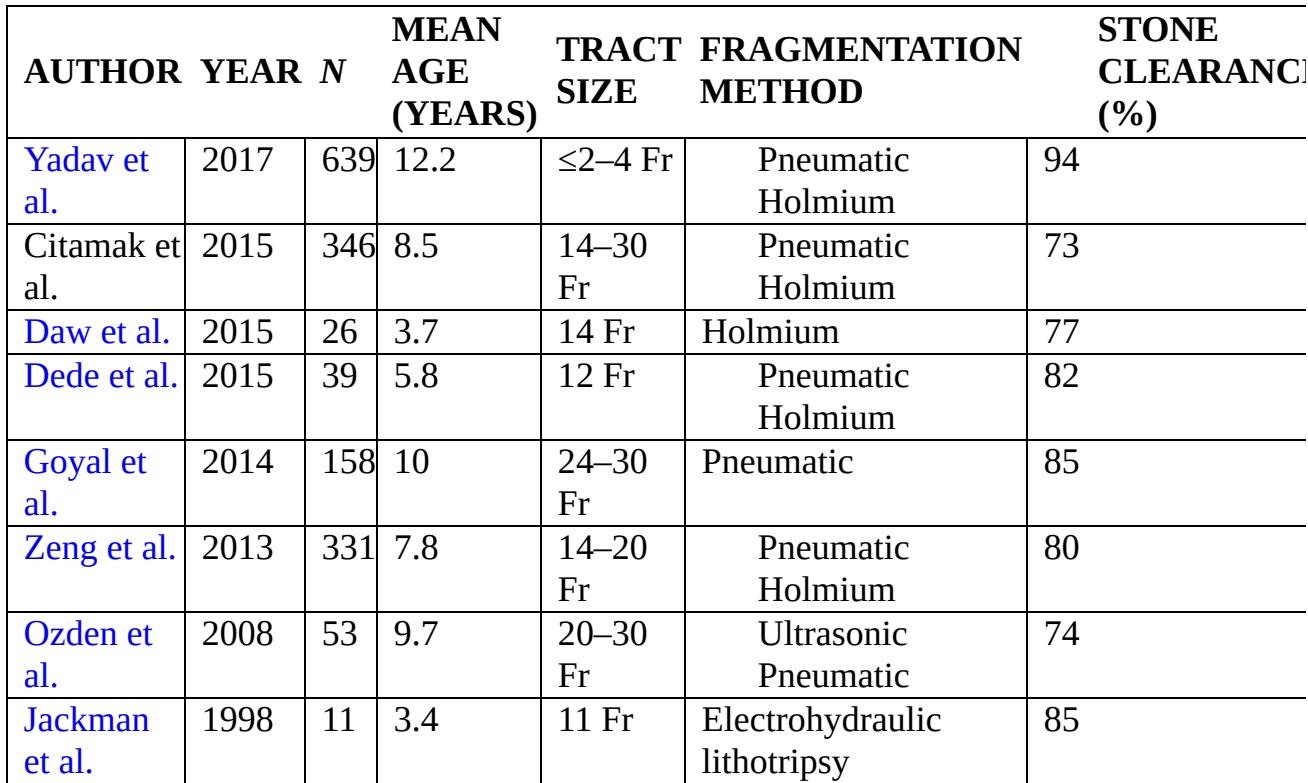 AUTHOR YEAR N MEAN AGE (YEARS) TRACT SIZE FRAGMENTATION METHOD STONE CLEARANC (%)
Yadav et al. 2017 639 12.2 ≤2–4 Fr Pneumatic Holmium 94
Citamak et al. 2015 346 8.5 14–30 Fr Pneumatic Holmium 73
Daw et al. 2015 26 3.7 14 Fr Holmium 77
Dede et al. 2015 39 5.8 12 Fr Pneumatic Holmium 82
Goyal et al. 2014 158 10 24–30 Fr Pneumatic 85
Zeng et al. 2013 331 7.8 14–20 Fr Pneumatic Holmium 80
Ozden et al. 2008 53 9.7 20–30 Fr Ultrasonic Pneumatic 74
Jackman et al. 1998 11 3.4 11 Fr Electrohydraulic lithotripsy 85